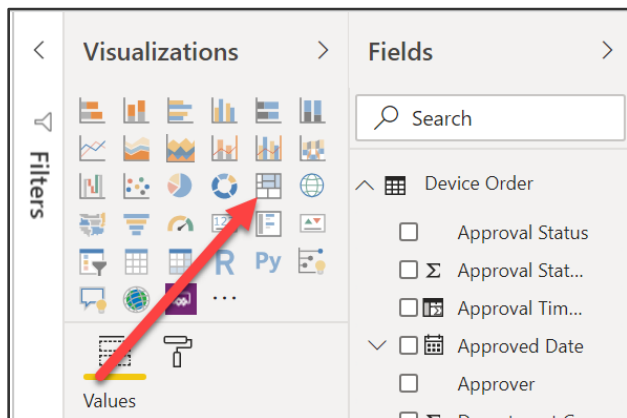 Visualizations
Fields
Search
Filters
Device Order
Approval Status
Approval Stat...
Approval Tim...
Approved Date
Approver
R
Py
...
Values